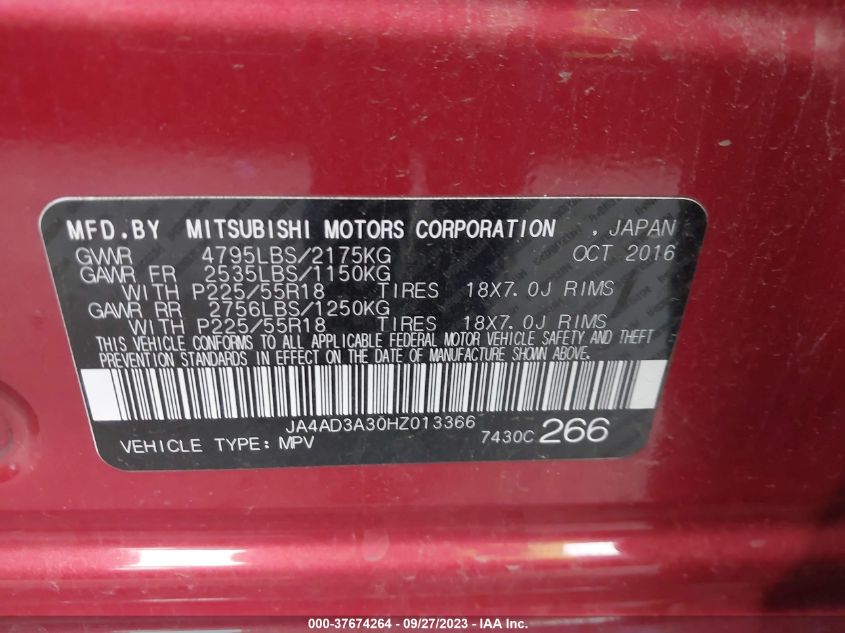 MFD.BY MITSUBISHI MOTORS CORPORATION , JAPAN
GWWR 4795LBS/2175KG OCT 2016
GAWR FR 2535LBS/1150KG
WITH P225/55R18 TIRES 18X7.0J RIMS
GAWR RR 2756LBS/1250KG
WITH P225/55R18 TIRES 18X7.0J RIMS
THIS VEHICLE CONFORMS TO ALL APPLICABLE FEDERAL MOTOR VEHICLE SAFETY AND THEFT
PREVENTION STANDARDS IN EFFECT ON THE DATE OF MANUFACTURE SHOWN ABOVE.
JA4AD3A30HZ013366
VEHICLE TYPE: MPV 7430C 266
000-37674264 - 09/27/2023 - IAA Inc.